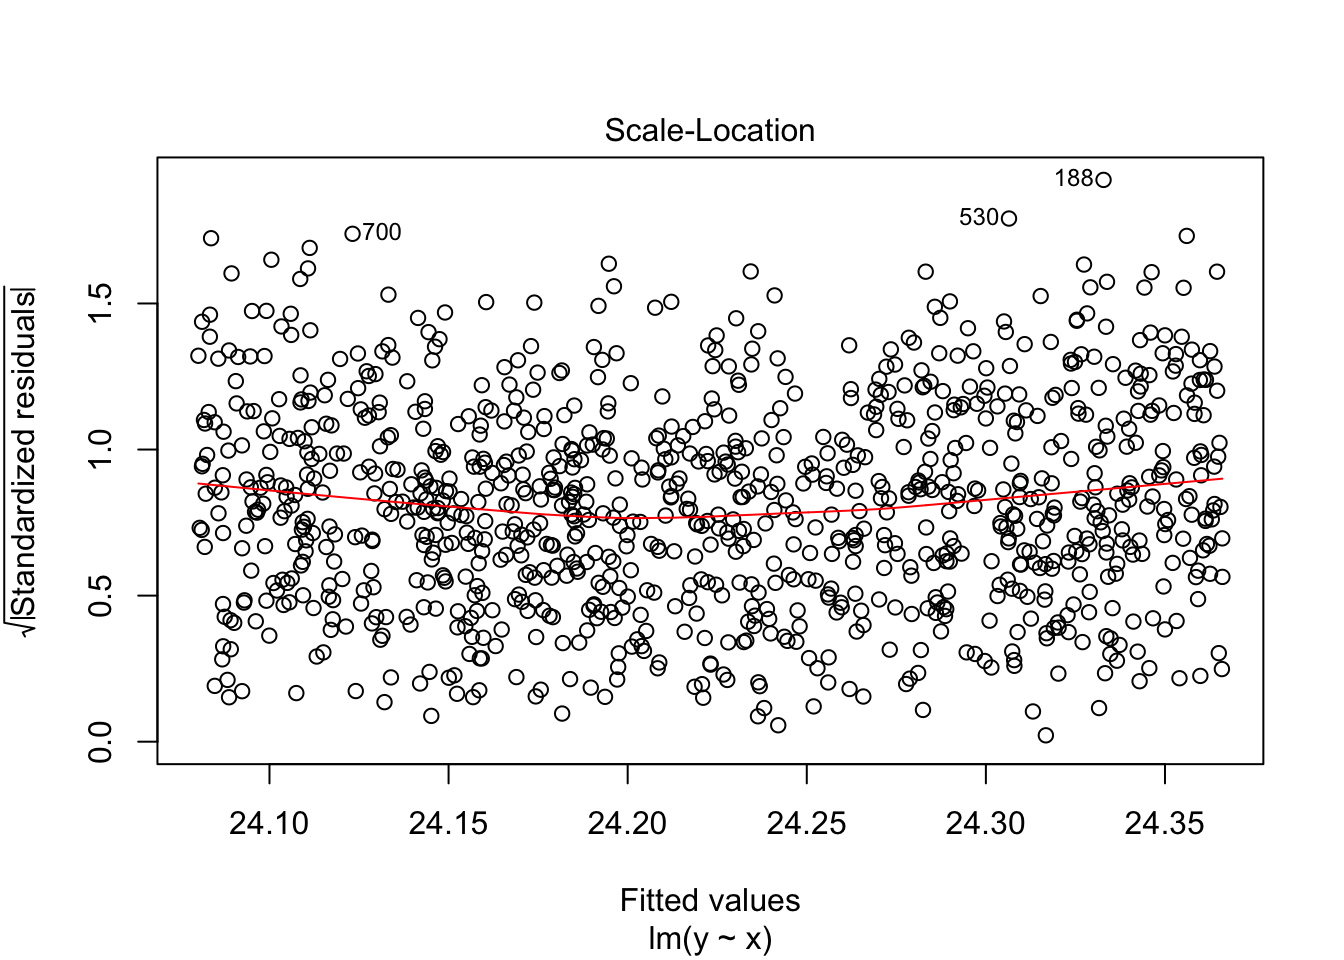 Scale-Location
188
530
700
√|Standardized residuals|
1.5
1.0
0.5
0.0
24.10 24.15 24.20 24.25 24.30 24.35
Fitted values
lm(y ~ x)